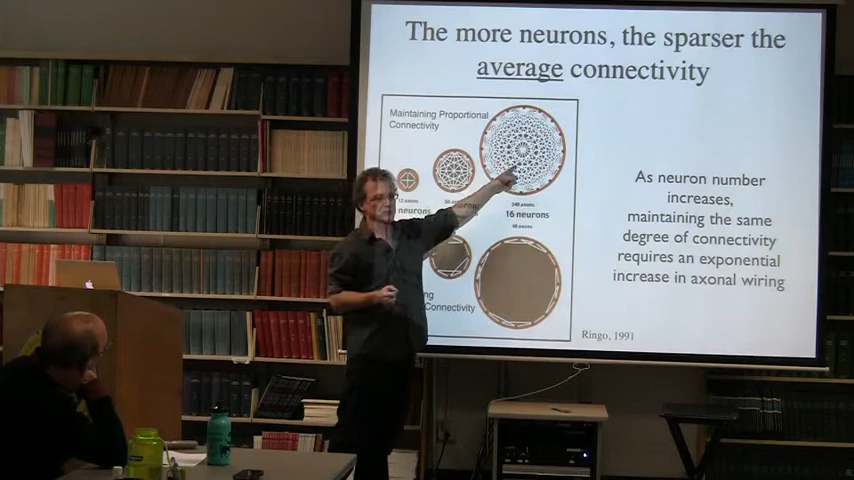 The more neurons, the sparser the
average connectivity
Maintaining Proportional
Connectivity
12 axons
240 axons
neurons
16 neurons
48 axons
Connectivity
As neuron number
increases,
maintaining the same
degree of connectivity
requires an exponential
increase in axonal wiring.
Ringo, 1991